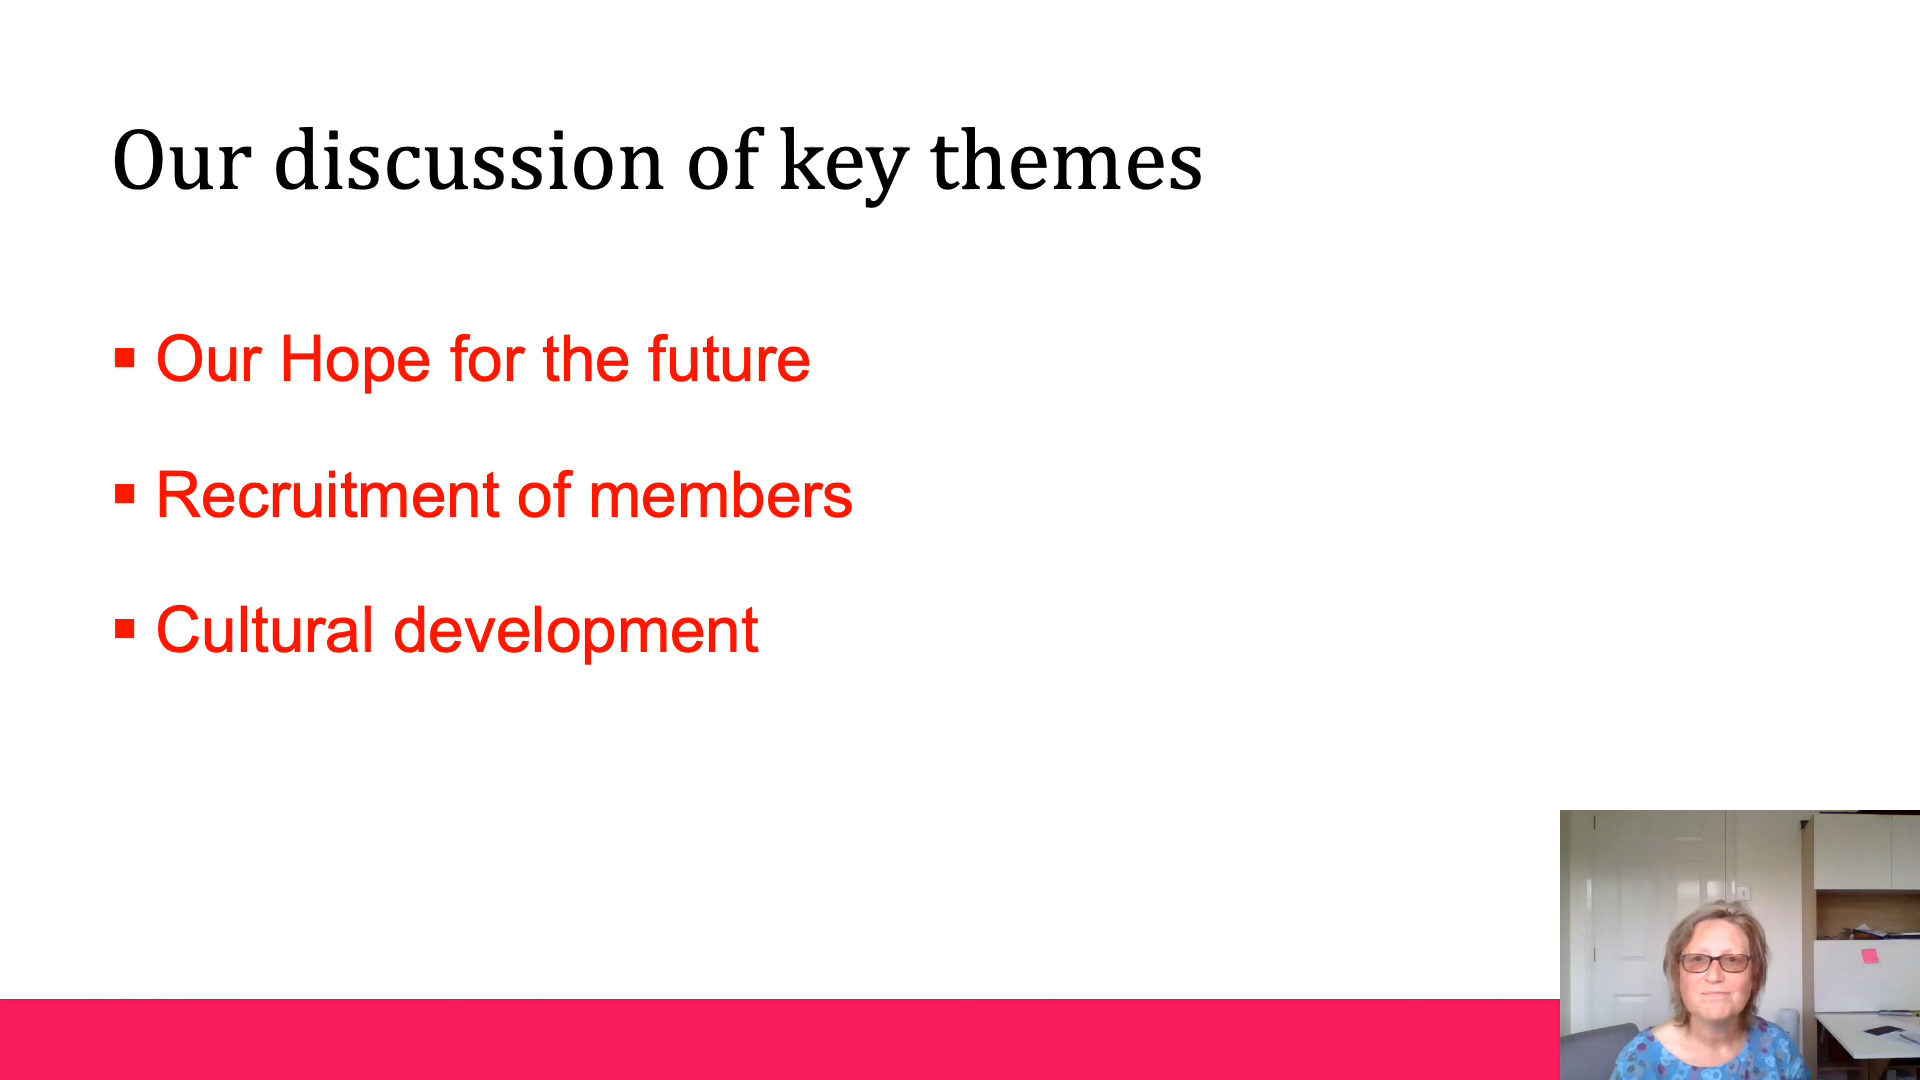 Our discussion of key themes
▪ Our Hope for the future
▪ Recruitment of members
▪ Cultural development